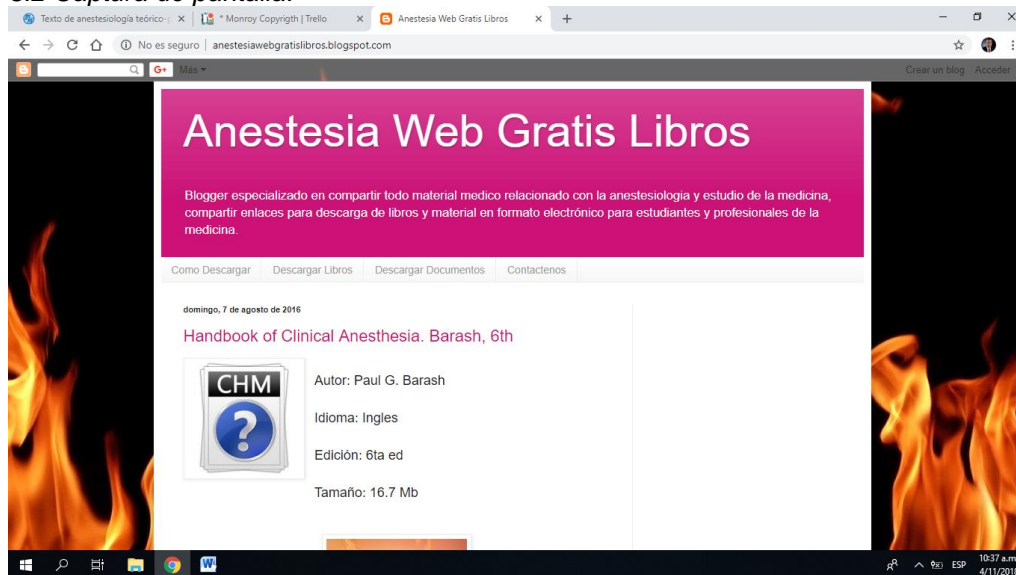 Texto de anestesiología teórico-p
* Monroy Copyrigth | Trello
Anestesia Web Gratis Libros
No es seguro | anestesiawebgratislibros.blogspot.com
G+ Más
Crear un blog Acceder
Anestesia Web Gratis Libros
Blogger especializado en compartir todo material medico relacionado con la anestesiologia y estudio de la medicina,
compartir enlaces para descarga de libros y material en formato electrónico para estudiantes y profesionales de la
medicina.
Como Descargar Descargar Libros Descargar Documentos Contactenos
domingo, 7 de agosto de 2016
Handbook of Clinical Anesthesia. Barash, 6th
CHM
?
Autor: Paul G. Barash
Idioma: Ingles
Edición: 6ta ed
Tamaño: 16.7 Mb
W
ESP
10:37 a.m
4/11/2018